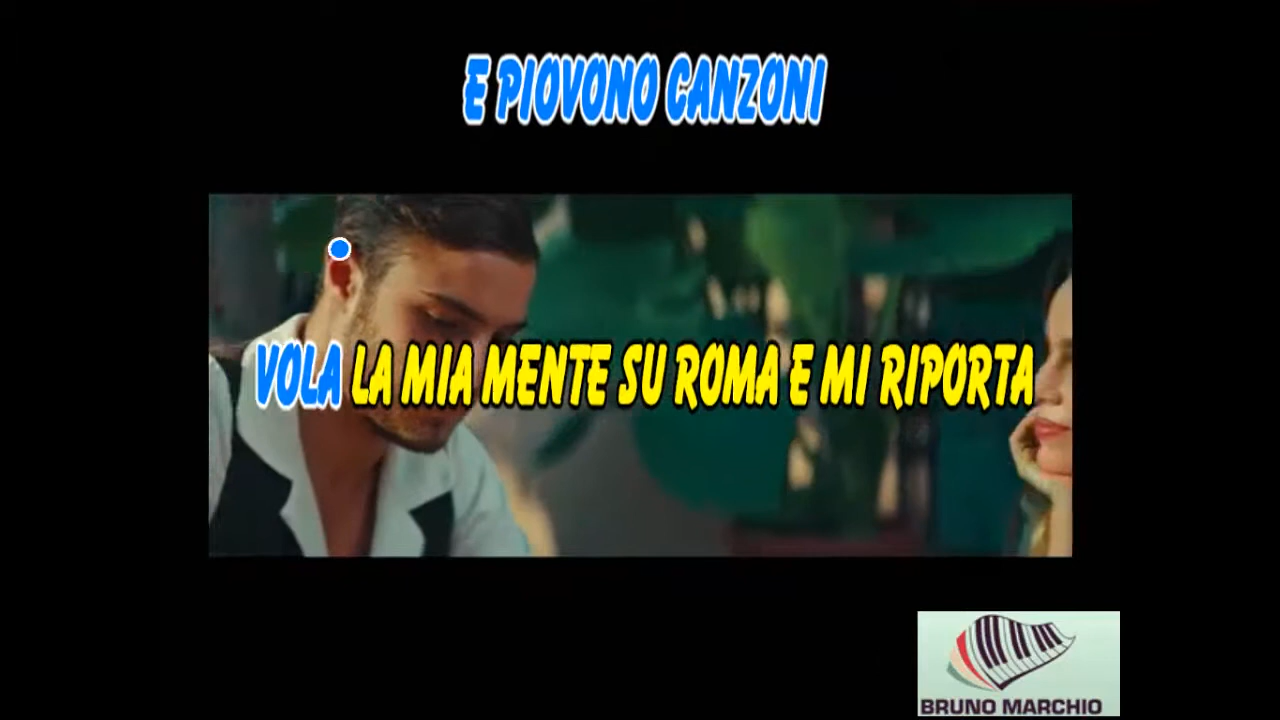 E PIOVONO CANZONI
VOLA LA MIA MENTE SU ROMA E MI RIPORTA
BRUNO MARCHIO